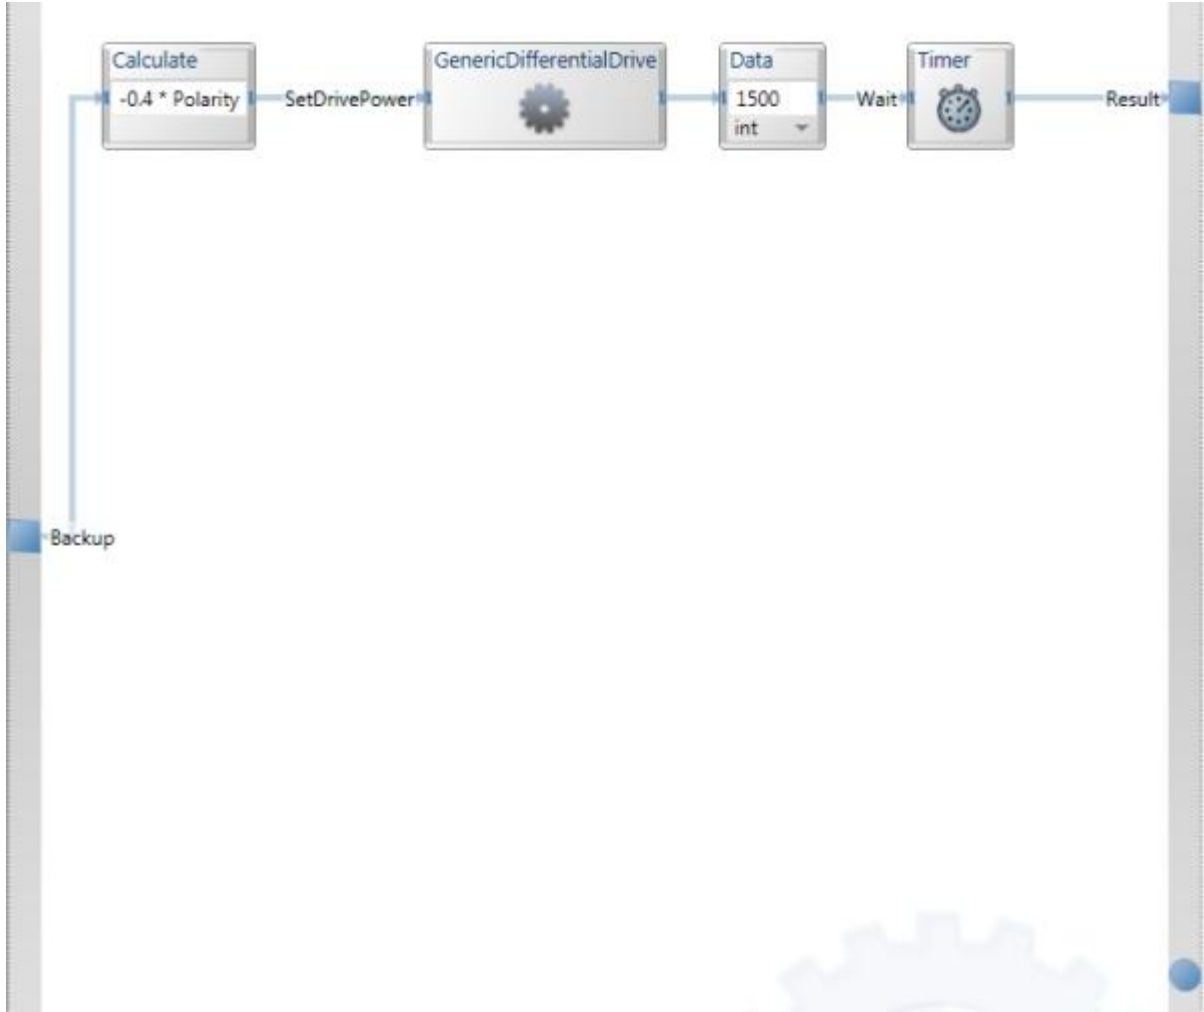 Calculate
-0.4 * Polarity
SetDrivePower
GenericDifferentialDrive
Data
1500
int
Wait
Timer
Result
Backup